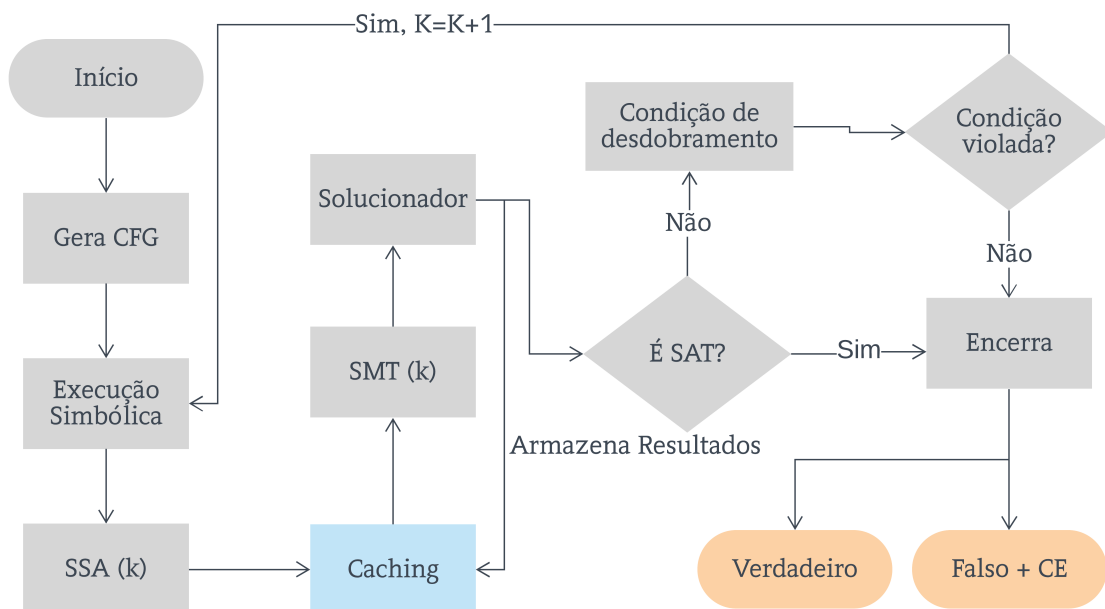 Sim, K=K+1
Início
Condição de
desdobramento
Condição
violada?
Solucionador
Gera CFG
Não
Não
SMT (k)
É SAT?
Sim
Encerra
Execução
Simbólica
Armazena Resultados
SSA (k)
Caching
Verdadeiro
Falso + CE